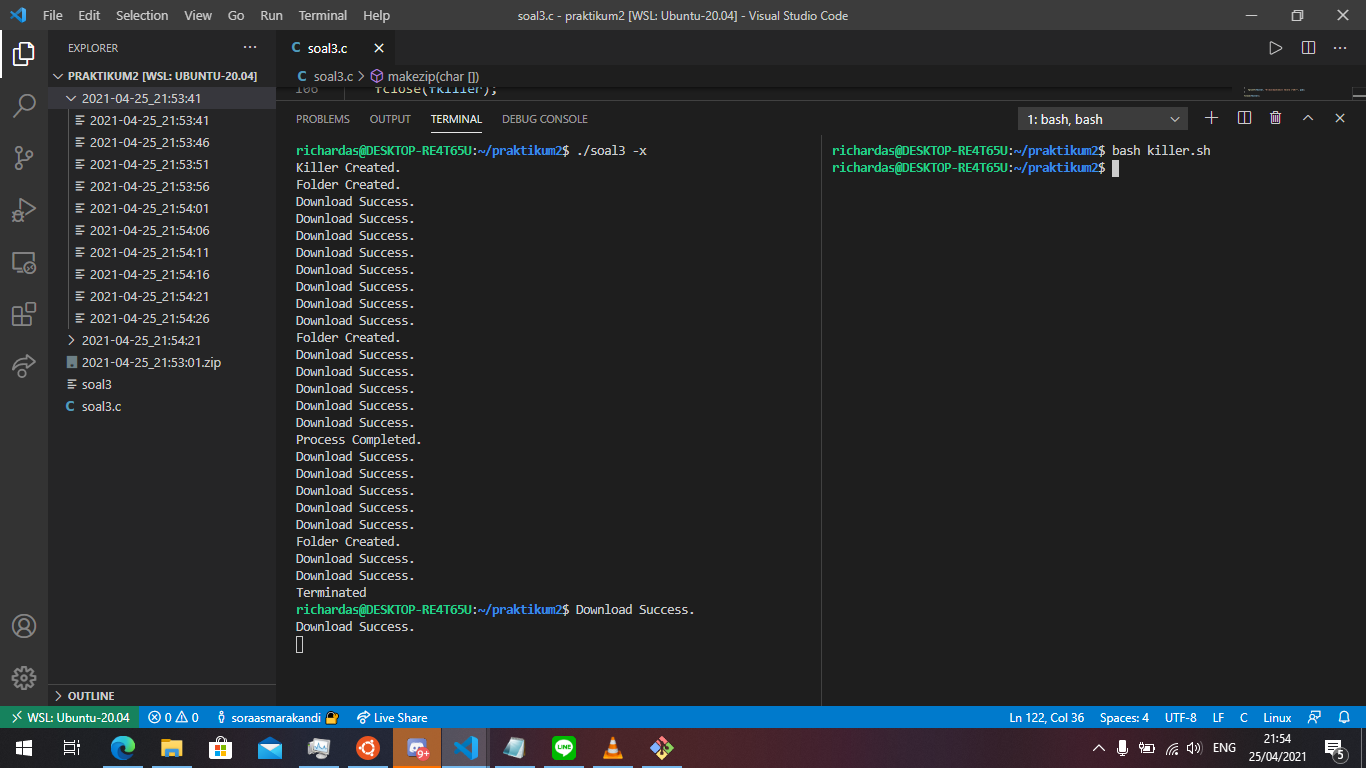 File Edit Selection View Go Run Terminal Help soal3.c - praktikum2 [WSL: Ubuntu-20.04] - Visual Studio Code
EXPLORER
PRAKTIKUM2 [WSL: UBUNTU-20.04]
2021-04-25_21:53:41
2021-04-25_21:53:41
2021-04-25_21:53:46
2021-04-25_21:53:51
2021-04-25_21:53:56
2021-04-25_21:54:01
2021-04-25_21:54:06
2021-04-25_21:54:11
2021-04-25_21:54:16
2021-04-25_21:54:21
2021-04-25_21:54:26
2021-04-25_21:54:21
2021-04-25_21:53:01.zip
soal3
C soal3.c
OUTLINE
C soal3.c
C soal3.c > makezip(char [])
106 fclose(fkiller);
PROBLEMS OUTPUT TERMINAL DEBUG CONSOLE 1: bash, bash
richardas@DESKTOP-RE4T65U:~/praktikum2$ ./soal3 -x
Killer Created.
Folder Created.
Download Success.
Download Success.
Download Success.
Download Success.
Download Success.
Download Success.
Download Success.
Download Success.
Folder Created.
Download Success.
Download Success.
Download Success.
Download Success.
Download Success.
Process Completed.
Download Success.
Download Success.
Download Success.
Download Success.
Download Success.
Folder Created.
Download Success.
Download Success.
Terminated
richardas@DESKTOP-RE4T65U:~/praktikum2$ Download Success.
Download Success.
richardas@DESKTOP-RE4T65U:~/praktikum2$ bash killer.sh
richardas@DESKTOP-RE4T65U:~/praktikum2$
WSL: Ubuntu-20.04 0 0 soraasmarakandi Live Share Ln 122, Col 36 Spaces: 4 UTF-8 LF C Linux
9+ LINE ENG 21:54
25/04/2021 5